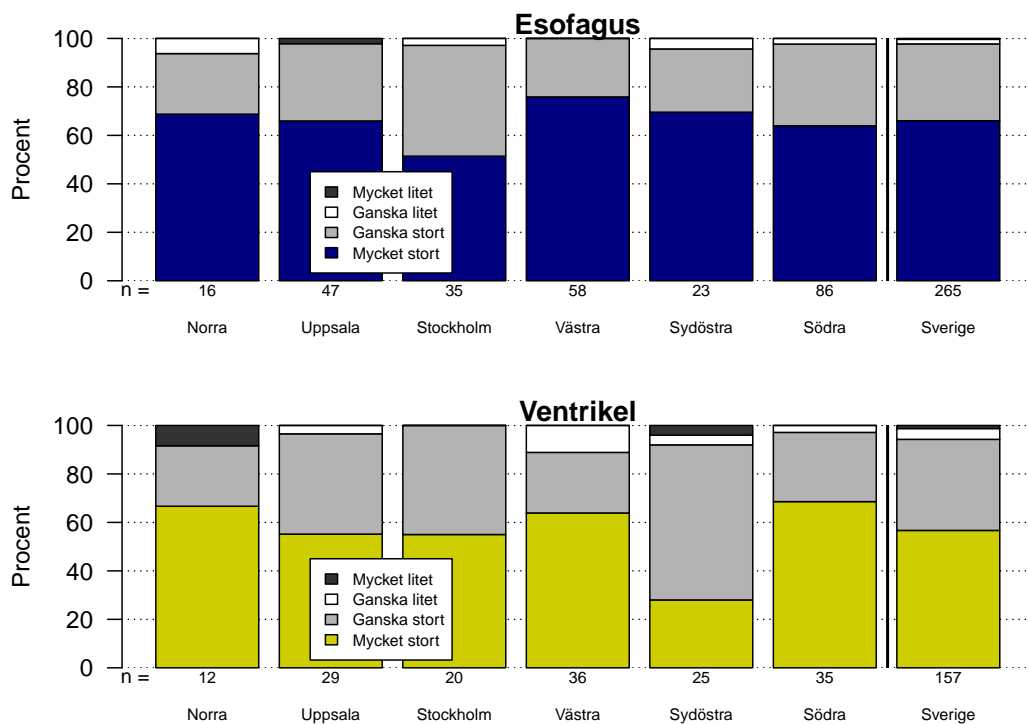 Esofagus
Procent
100
80
60
40
20
0
Mycket litet
Ganska litet
Ganska stort
Mycket stort
n = 16 47 35 58 23 86 265
Norra Uppsala Stockholm Västra Sydöstra Södra Sverige
Ventrikel
Procent
100
80
60
40
20
0
Mycket litet
Ganska litet
Ganska stort
Mycket stort
n = 12 29 20 36 25 35 157
Norra Uppsala Stockholm Västra Sydöstra Södra Sverige